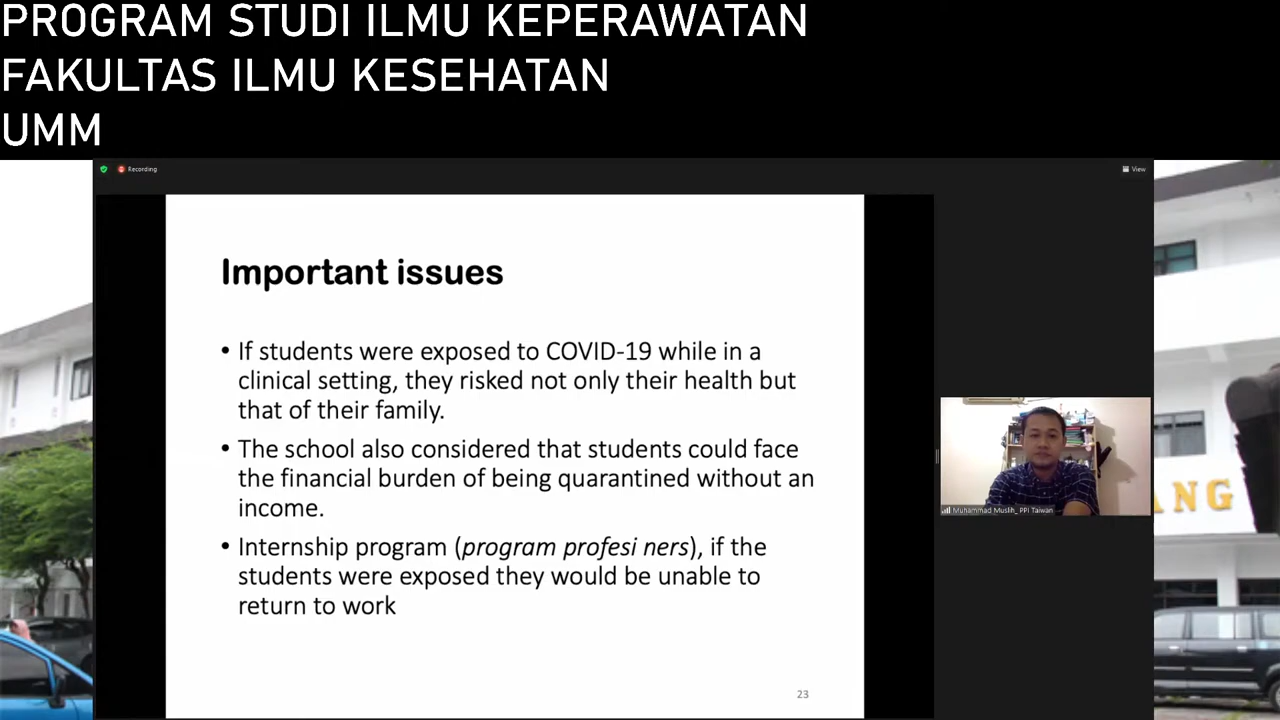 PROGRAM STUDI ILMU KEPERAWATAN
FAKULTAS ILMU KESEHATAN
UMM
Recording
View
Important issues
• If students were exposed to COVID-19 while in a
clinical setting, they risked not only their health but
that of their family.
• The school also considered that students could face
the financial burden of being quarantined without an
income.
• Internship program (program profesi ners), if the
students were exposed they would be unable to
return to work
23
Muhammad Muslih_ PPI Taiwan
ANG